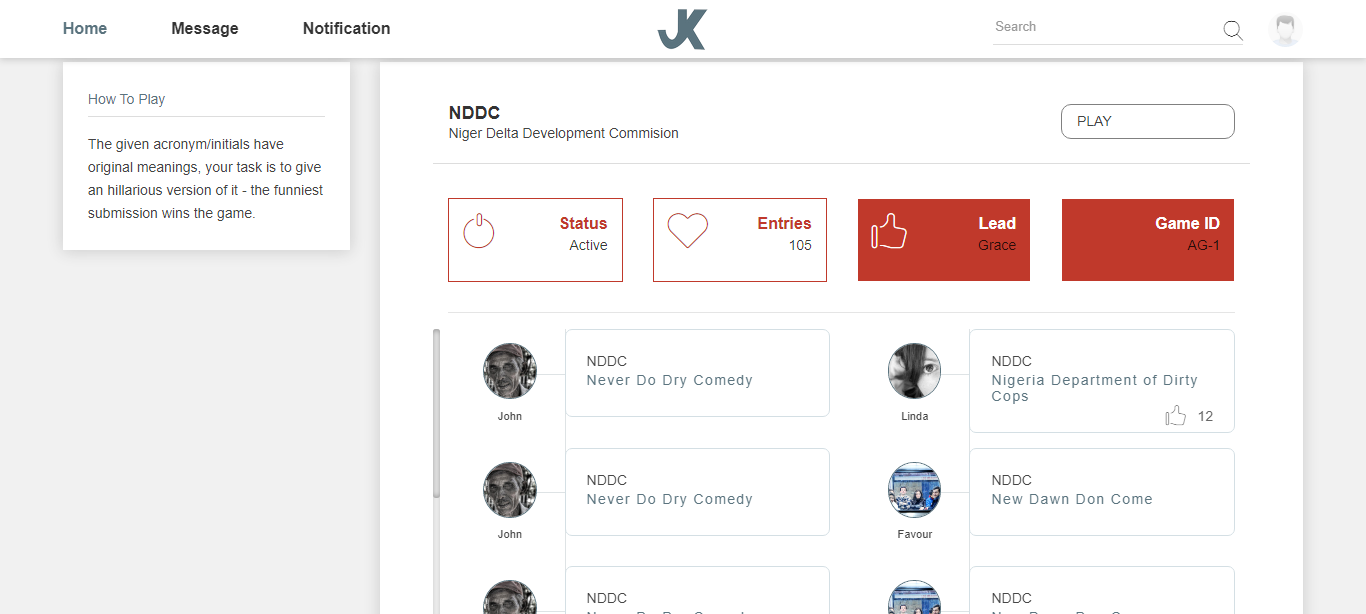 Home
Message
Notification
JK
Search
How To Play
The given acronym/initials have
original meanings, your task is to give
an hillarious version of it - the funniest
submission wins the game.
NDDC
Niger Delta Development Commision
PLAY
Status
Active
Entries
105
Lead
Grace
Game ID
AG-1
NDDC
Never Do Dry Comedy
John
NDDC
Nigeria Department of Dirty
Cops
12
Linda
NDDC
Never Do Dry Comedy
John
NDDC
New Dawn Don Come
Favour
NDDC
NDDC